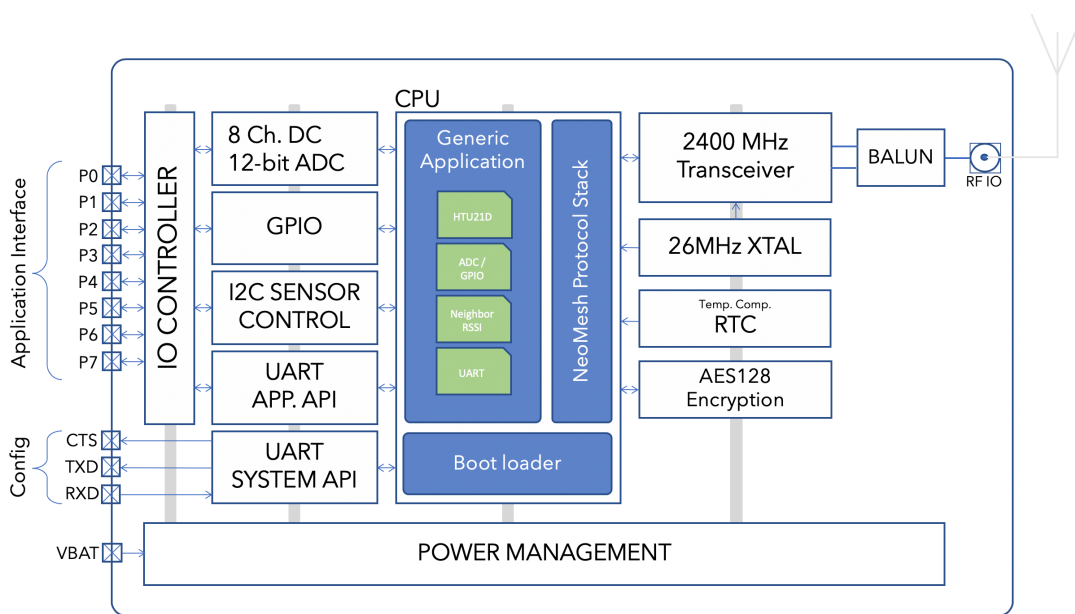 CPU
Application Interface
P0
P1
P2
P3
P4
P5
P6
P7
Config
CTS
TXD
RXD
VBAT
IO CONTROLLER
8 Ch. DC
12-bit ADC
GPIO
I2C SENSOR
CONTROL
UART
APP. API
UART
SYSTEM API
Generic
Application
HTU21D
ADC /
GPIO
Neighbor
RSSI
UART
NeoMesh Protocol Stack
Boot loader
2400 MHz
Transceiver
26MHz XTAL
Temp. Comp.
RTC
AES128
Encryption
BALUN
RF IO
POWER MANAGEMENT